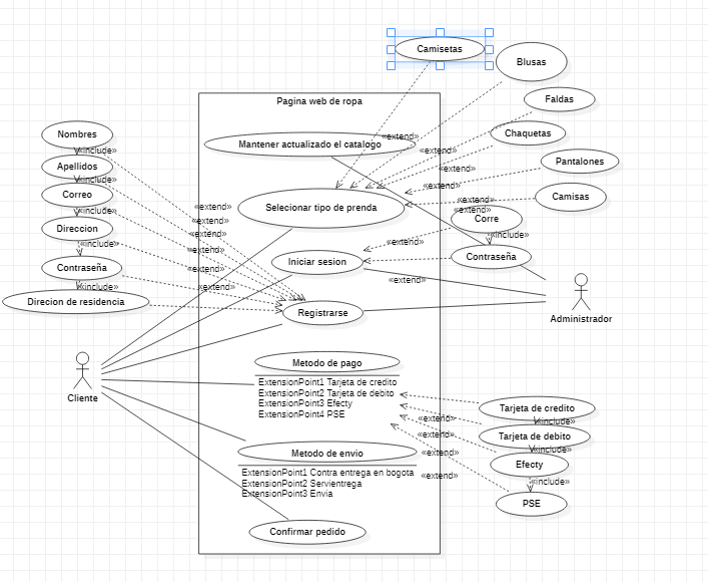 Camisetas
Blusas
Faldas
Chaquetas
Pantalones
Camisas
Pagina web de ropa
Mantener actualizado el catalogo
«extend»
«extend»
«extend»
«extend»
«extend»
«extend»
Nombres
«include»
Apellidos
«include»
Correo
«include»
Direccion
«include»
Contraseña
«include»
Direcion de residencia
«extend»
«extend»
«extend»
«extend»
«extend»
«extend»
Selecionar tipo de prenda
Corre
«include»
Contraseña
«extend»
«extend»
Iniciar sesion
Registrarse
Administrador
Cliente
Metodo de pago
ExtensionPoint1 Tarjeta de credito
ExtensionPoint2 Tarjeta de debito
ExtensionPoint3 Efecty
ExtensionPoint4 PSE
Tarjeta de credito
«include»
Tarjeta de debito
«include»
Efecty
«include»
PSE
«extend»
«extend»
«extend»
«extend»
Metodo de envio
ExtensionPoint1 Contra entrega en bogota
ExtensionPoint2 Servientrega
ExtensionPoint3 Envia
Confirmar pedido